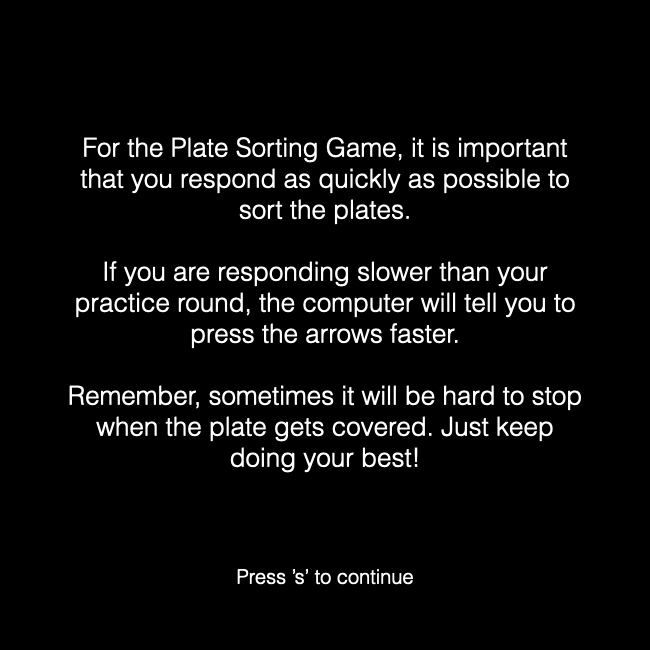 For the Plate Sorting Game, it is important
that you respond as quickly as possible to
sort the plates.
If you are responding slower than your
practice round, the computer will tell you to
press the arrows faster.
Remember, sometimes it will be hard to stop
when the plate gets covered. Just keep
doing your best!
Press ’s’ to continue